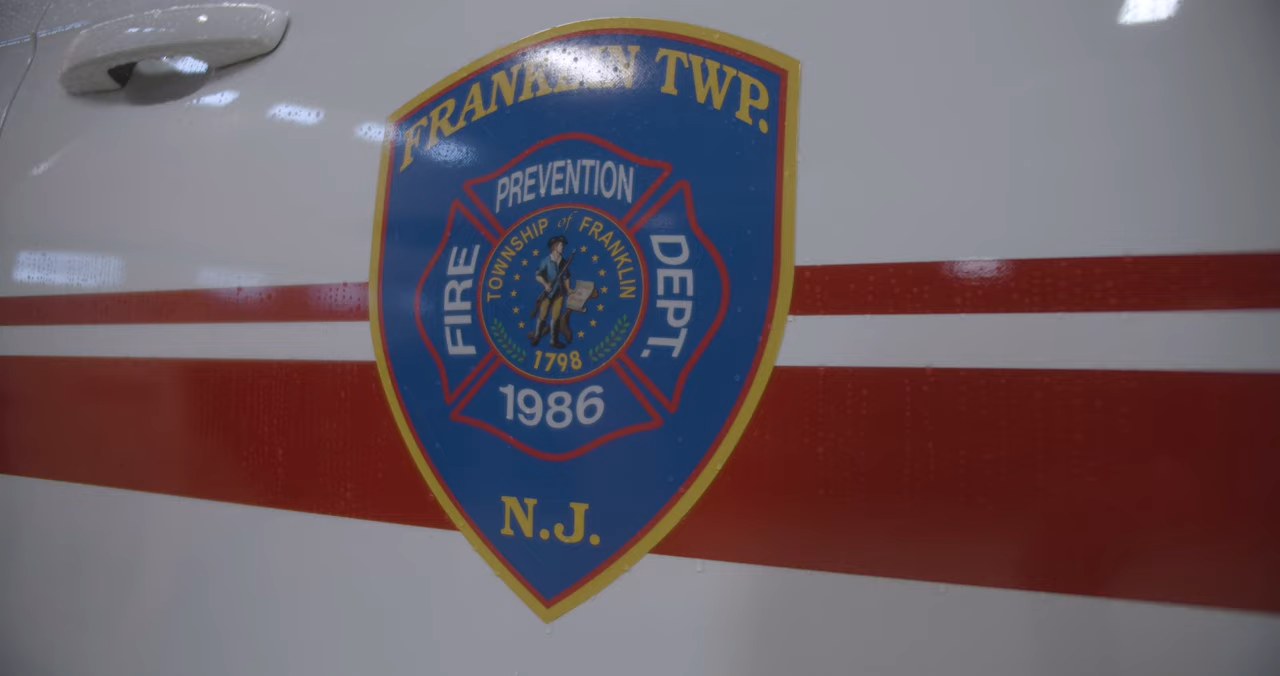 FRANKLIN TWP.
PREVENTION
FIRE
DEPT.
TOWNSHIP of FRANKLIN
1798
1986
N.J.